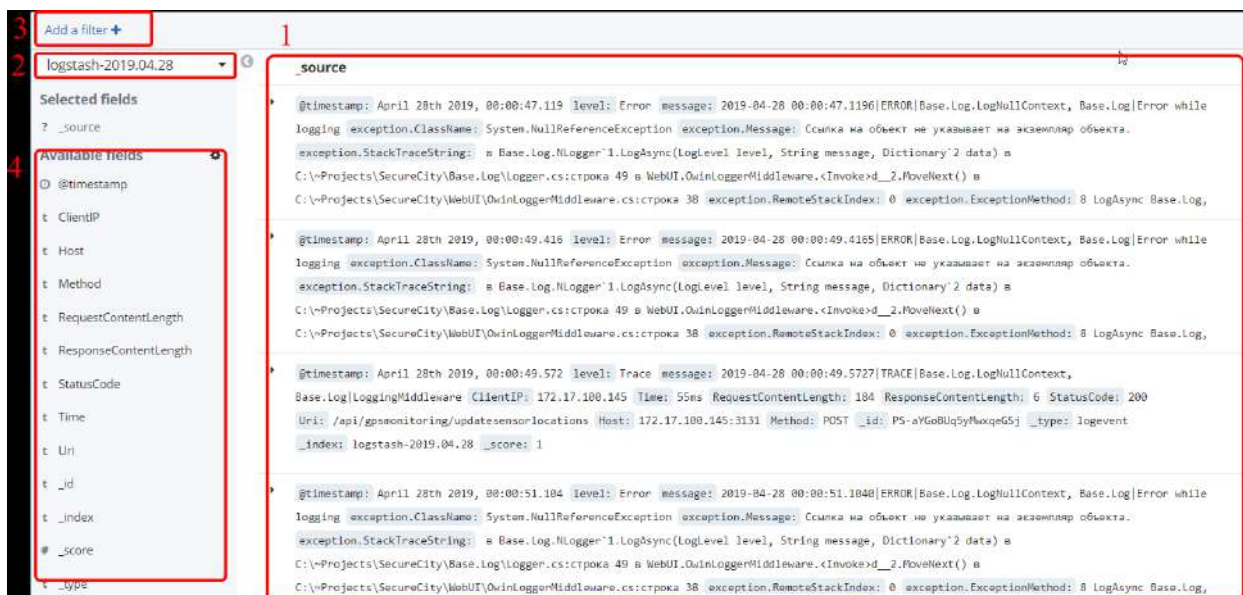 3 Add a filter + 1
2 logstash-2019.04.28
_source
Selected fields
? _source
4 Available fields
@timestamp
t ClientIP
t Host
t Method
t RequestContentLength
t ResponseContentLength
t StatusCode
t Time
t Uri
t _id
t _index
# _score
t _type
@timestamp: April 28th 2019, 00:00:47.119 level: Error message: 2019-04-28 00:00:47.1196|ERROR|Base.Log.LogNullContext, Base.Log|Error while
logging exception.ClassName: System.NullReferenceException exception.Message: Ссылка на объект не указывает на экземпляр объекта.
exception.StackTraceString: в Base.Log.NLogger`1.LogAsync(LogLevel level, String message, Dictionary`2 data) в
C:\~Projects\SecureCity\Base.Log\Logger.cs:строка 49 в WebUI.OwinLoggerMiddleware.<Invoke>d__2.MoveNext() в
C:\~Projects\SecureCity\WebUI\OwinLoggerMiddleware.cs:строка 38 exception.RemoteStackIndex: 0 exception.ExceptionMethod: 8 LogAsync Base.Log,
@timestamp: April 28th 2019, 00:00:49.416 level: Error message: 2019-04-28 00:00:49.4165|ERROR|Base.Log.LogNullContext, Base.Log|Error while
logging exception.ClassName: System.NullReferenceException exception.Message: Ссылка на объект не указывает на экземпляр объекта.
exception.StackTraceString: в Base.Log.NLogger`1.LogAsync(LogLevel level, String message, Dictionary`2 data) в
C:\~Projects\SecureCity\Base.Log\Logger.cs:строка 49 в WebUI.OwinLoggerMiddleware.<Invoke>d__2.MoveNext() в
C:\~Projects\SecureCity\WebUI\OwinLoggerMiddleware.cs:строка 38 exception.RemoteStackIndex: 0 exception.ExceptionMethod: 8 LogAsync Base.Log,
@timestamp: April 28th 2019, 00:00:49.572 level: Trace message: 2019-04-28 00:00:49.5727|TRACE|Base.Log.LogNullContext,
Base.Log|LoggingMiddleware ClientIP: 172.17.100.145 Time: 55ms RequestContentLength: 184 ResponseContentLength: 6 StatusCode: 200
Uri: /api/gpsmonitoring/updatesensorlocations Host: 172.17.100.145:3131 Method: POST _id: PS-aYGoBUq5yMwxqeG5j _type: logevent
_index: logstash-2019.04.28 _score: 1
@timestamp: April 28th 2019, 00:00:51.104 level: Error message: 2019-04-28 00:00:51.1040|ERROR|Base.Log.LogNullContext, Base.Log|Error while
logging exception.ClassName: System.NullReferenceException exception.Message: Ссылка на объект не указывает на экземпляр объекта.
exception.StackTraceString: в Base.Log.NLogger`1.LogAsync(LogLevel level, String message, Dictionary`2 data) в
C:\~Projects\SecureCity\Base.Log\Logger.cs:строка 49 в WebUI.OwinLoggerMiddleware.<Invoke>d__2.MoveNext() в
C:\~Projects\SecureCity\WebUI\OwinLoggerMiddleware.cs:строка 38 exception.RemoteStackIndex: 0 exception.ExceptionMethod: 8 LogAsync Base.Log,